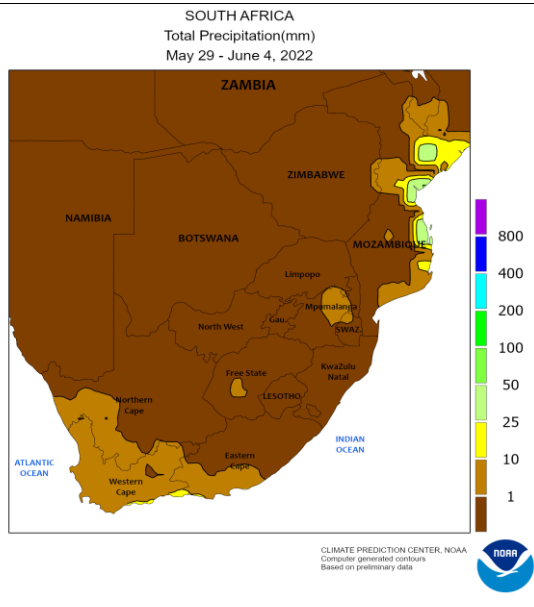 SOUTH AFRICA
Total Precipitation(mm)
May 29 - June 4, 2022
ZAMBIA
ZIMBABWE
NAMIBIA
BOTSWANA
MOZAMBIQUE
Limpopo
Mpumalanga
North West
Gau.
SWAZ.
Free State
KwaZulu
Natal
LESOTHO
Northern
Cape
Eastern
Cape
Western
Cape
ATLANTIC
OCEAN
INDIAN
OCEAN
800
400
200
100
50
25
10
1
CLIMATE PREDICTION CENTER, NOAA
Computer generated contours
Based on preliminary data
NOAA